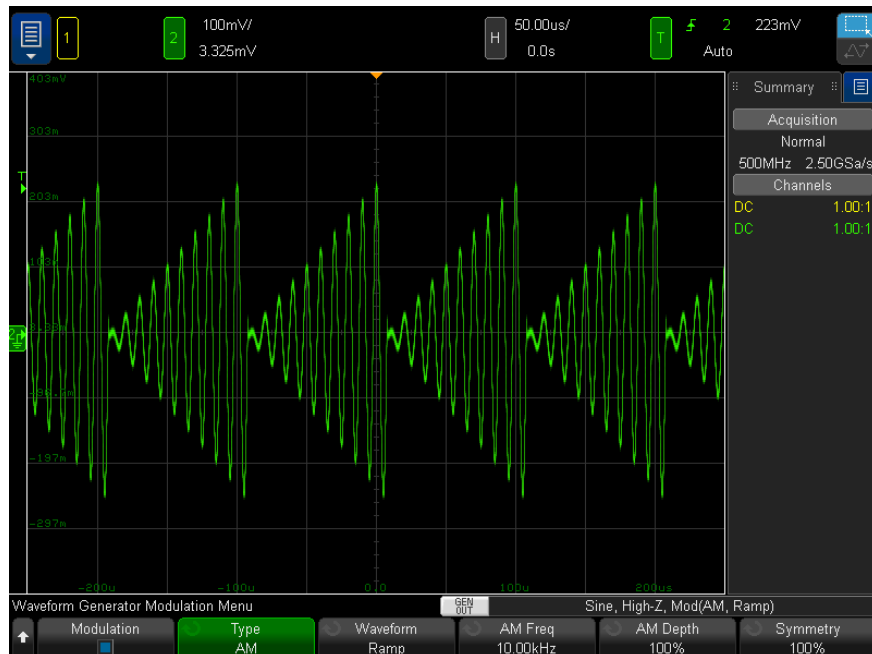 1 2 100mV/ H 50.00us/ T 2 223mV
3.325mV 0.0s Auto
403mV
303m
203m
103m
-197m
-297m
-200u -100u 0.0 100u 200us
T
2
Summary
Acquisition
Normal
500MHz 2.50GSa/s
Channels
DC 1.00:1
DC 1.00:1
Waveform Generator Modulation Menu GEN OUT Sine, High-Z, Mod(AM, Ramp)
Modulation Type Waveform AM Freq AM Depth Symmetry
AM Ramp 10.00kHz 100% 100%